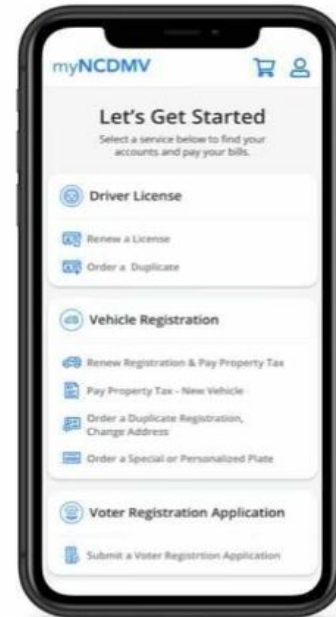 myNCDMV
Let's Get Started
Select a service below to find your
accounts and pay your bills.
Driver License
Renew a License
Order a Duplicate
Vehicle Registration
Renew Registration & Pay Property Tax
Pay Property Tax - New Vehicle
Order a Duplicate Registration,
Change Address
Order a Special or Personalized Plate
Voter Registration Application
Submit a Voter Registrtion Application